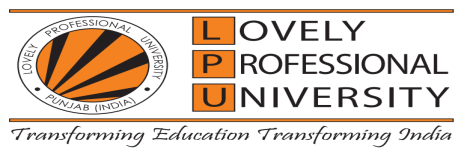 LOVELY PROFESSIONAL UNIVERSITY
• PUNJAB (INDIA) •
LOVELY
PROFESSIONAL
UNIVERSITY
Transforming Education Transforming India